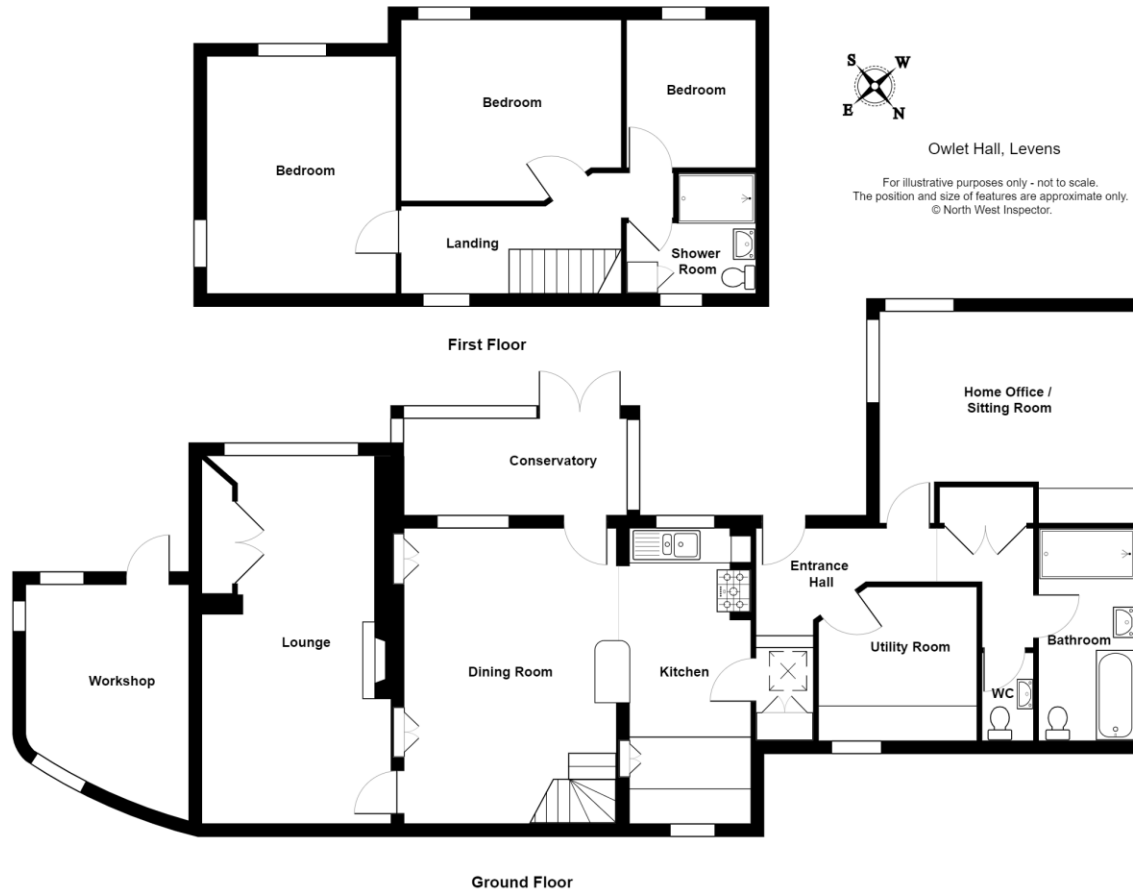 Bedroom
Bedroom
Bedroom
Landing
Shower
Room
First Floor
S
W
E
N
Owlet Hall, Levens
For illustrative purposes only - not to scale.
The position and size of features are approximate only.
© North West Inspector.
Home Office /
Sitting Room
Conservatory
Entrance
Hall
Lounge
Workshop
Dining Room
Kitchen
Utility Room
Bathroom
WC
Ground Floor